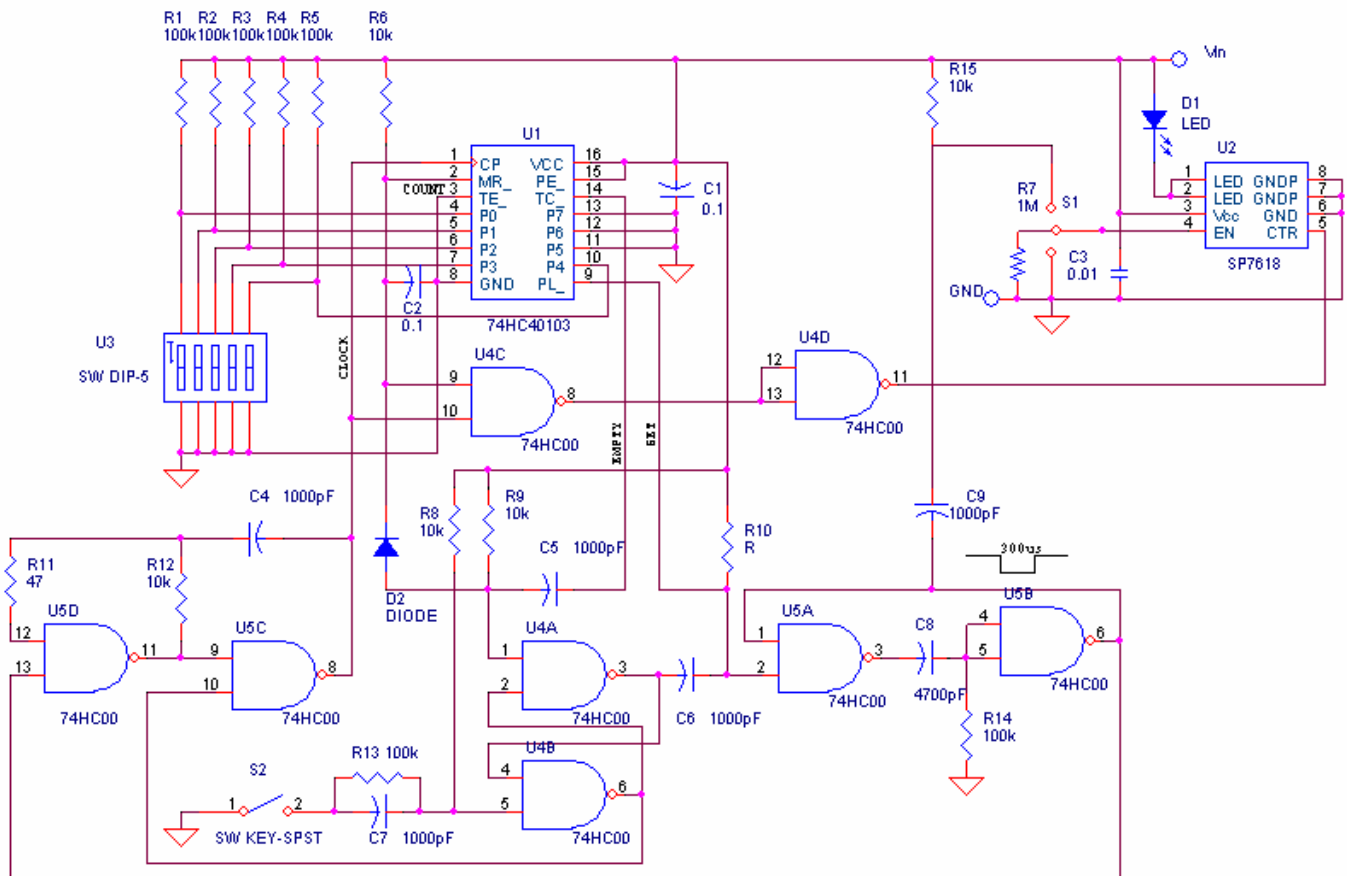 R1 R2 R3 R4 R5 R6
100k 100k 100k 100k 100k 10k
Vin
R15
10k
D1
LED
U1
U2
1 CP VCC 16
2 MR_ PE_ 15
COUNT 3 TE_ TC_ 14
4 P0 P7 13
5 P1 P6 12
6 P2 P5 11
7 P3 P4 10
8 GND PL_ 9
74HC40103
C1
0.1
C2
0.1
R7
1M
S1
C3
0.01
GND
1 LED GNDP 8
2 LED GNDP 7
3 Vcc GND 6
4 EN CTR 5
SP7618
U3
SW DIP-5
1
CLOCK
U4C
9
10
8
74HC00
U4D
12
13
11
74HC00
EMPTY
SET
C4 1000pF
R8
10k
R9
10k
C5 1000pF
R10
R
C9
1000pF
300us
R11
47
R12
10k
D2
DIODE
U5D
12
13
11
74HC00
U5C
9
10
8
74HC00
U4A
1
2
3
74HC00
C6 1000pF
U5A
1
2
3
74HC00
C8
4700pF
U5B
4
5
6
74HC00
R14
100k
S2
1 2
SW KEY-SPST
R13 100k
C7 1000pF
U4B
4
5
6
74HC00